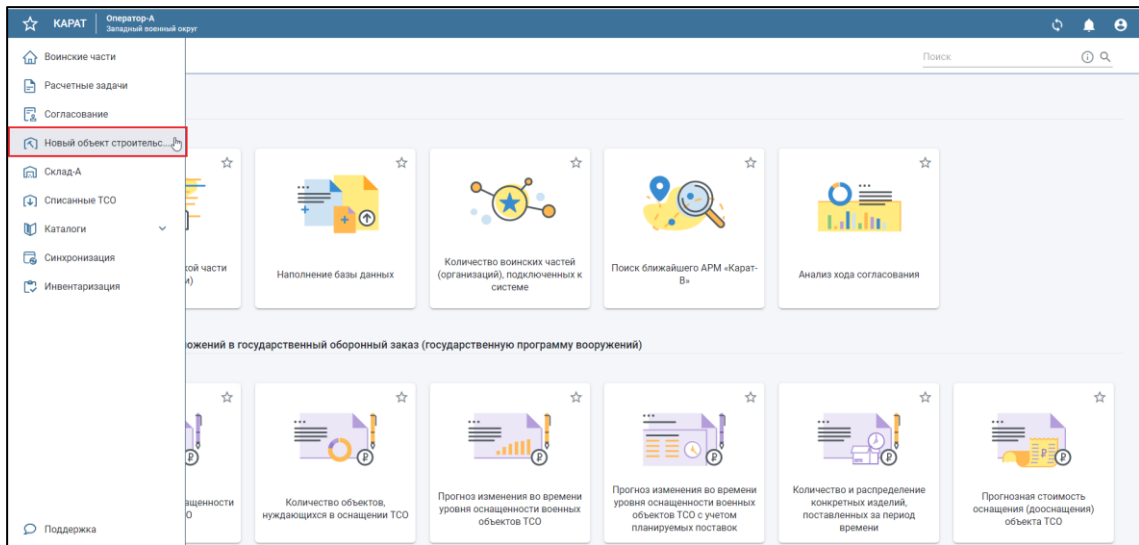 КАРАТ
Оператор-А
Западный военный округ
Воинские части
Поиск
Расчетные задачи
Согласование
Новый объект строительс...
Склад-А
Списанные ТСО
Каталоги
Синхронизация
Инвентаризация
кой части
и)
Наполнение базы данных
Количество воинских частей
(организаций), подключенных к
системе
Поиск ближайшего АРМ «Карат-
В»
Анализ хода согласования
ожений в государственный оборонный заказ (государственную программу вооружений)
ащенности
О
Количество объектов,
нуждающихся в оснащении ТСО
Прогноз изменения во времени
уровня оснащенности военных
объектов ТСО
Прогноз изменения во времени
уровня оснащенности военных
объектов ТСО с учетом
планируемых поставок
Количество и распределение
конкретных изделий,
поставленных за период
времени
Прогнозная стоимость
оснащения (дооснащения)
объекта ТСО
Поддержка